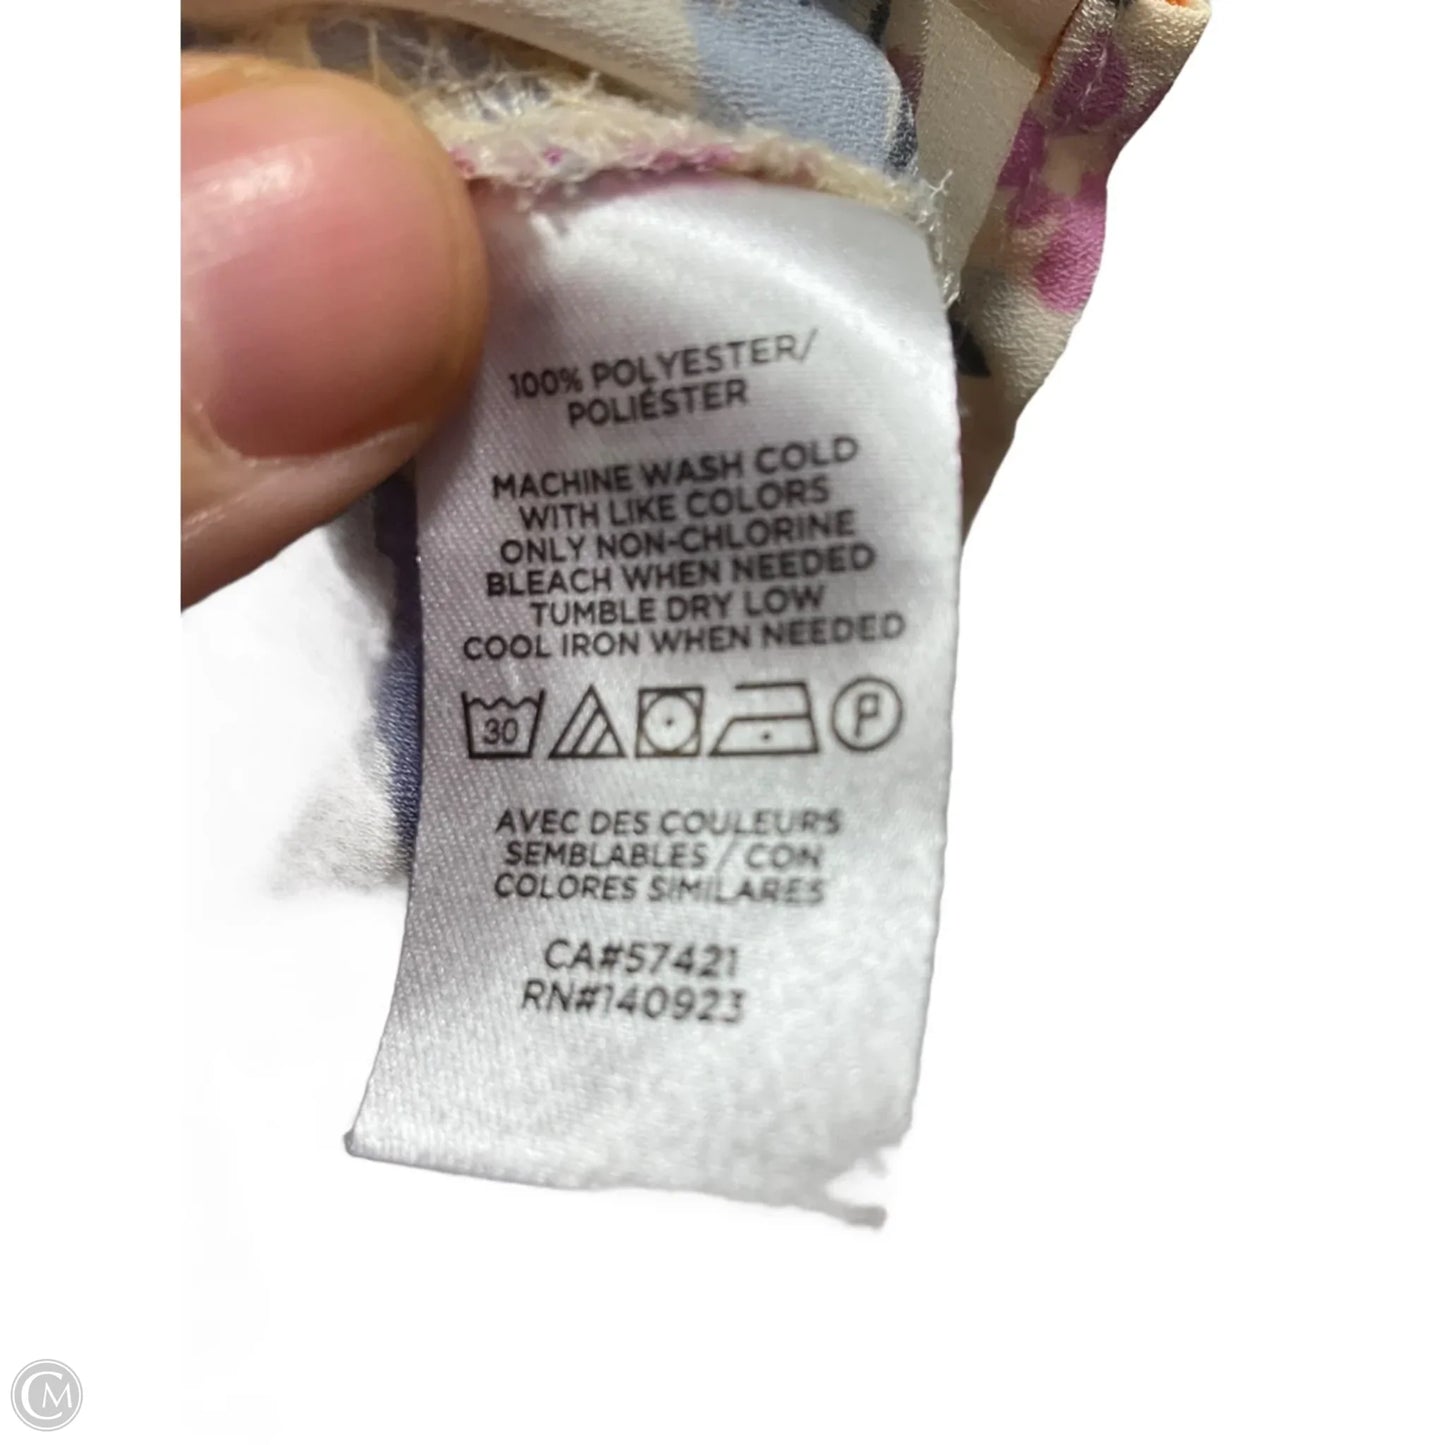 100% POLYESTER/
POLIÉSTER
MACHINE WASH COLD
WITH LIKE COLORS
ONLY NON-CHLORINE
BLEACH WHEN NEEDED
TUMBLE DRY LOW
COOL IRON WHEN NEEDED
30 P
AVEC DES COULEURS
SEMBLABLES / CON
COLORES SIMILARES
CA#57421
RN#140923
CM